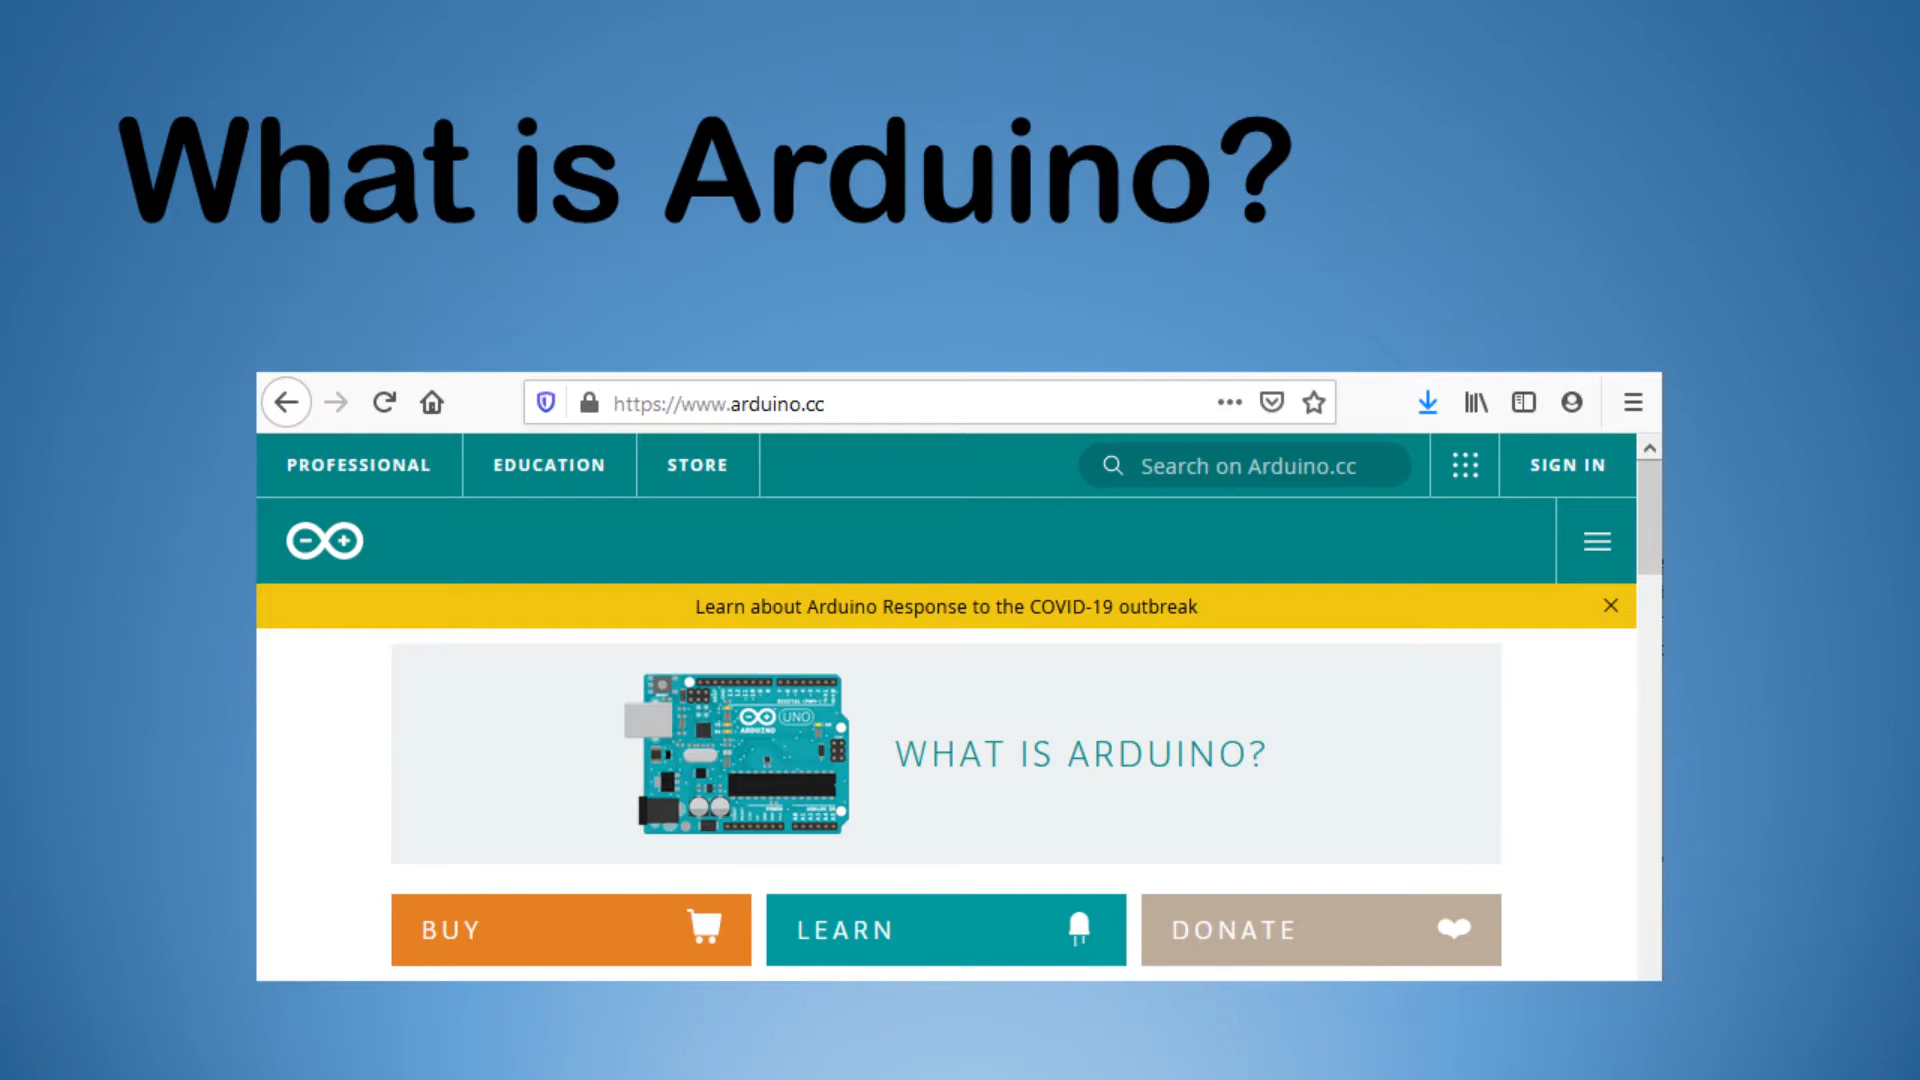 What is Arduino?
https://www.arduino.cc
PROFESSIONAL
EDUCATION
STORE
Search on Arduino.cc
SIGN IN
Learn about Arduino Response to the COVID-19 outbreak
UNO
ARDUINO
WHAT IS ARDUINO?
BUY
LEARN
DONATE